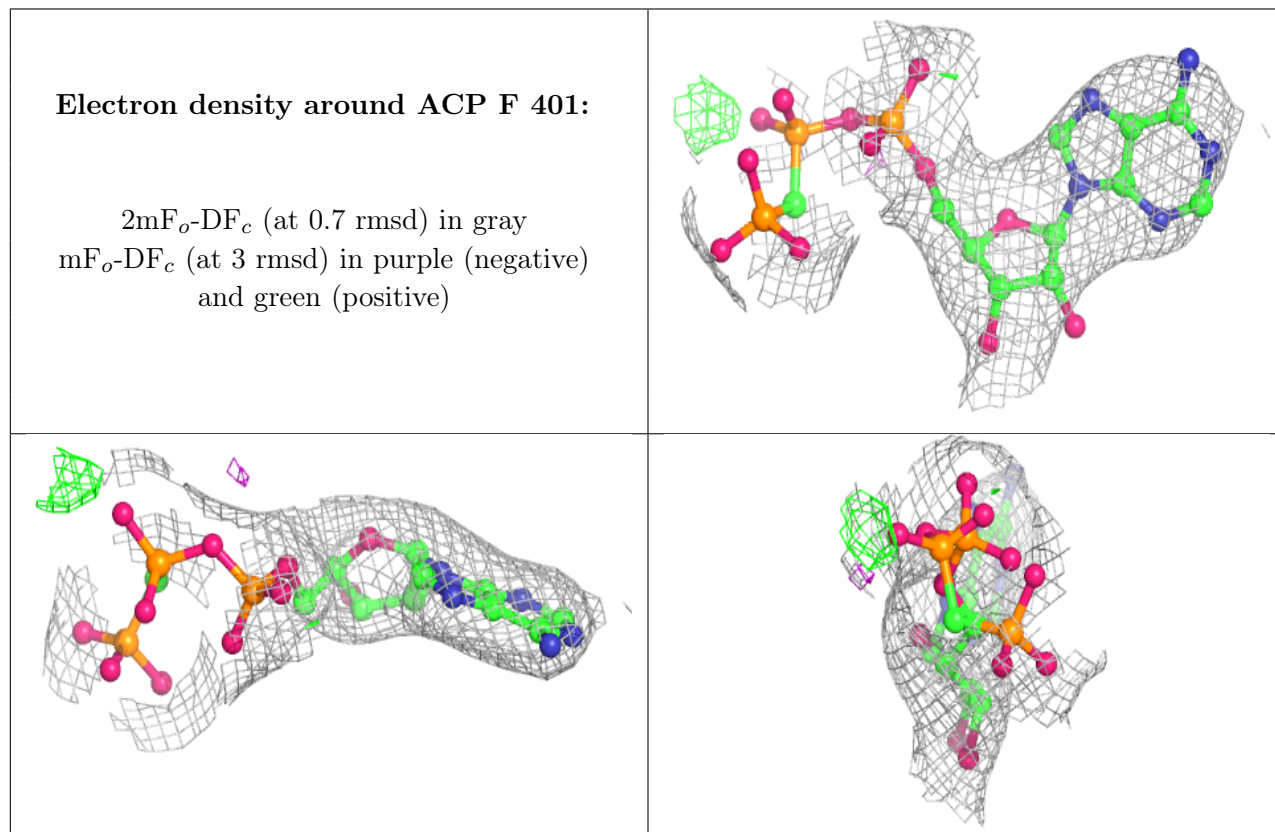 Electron density around ACP F 401:
2mFo-DFc (at 0.7 rmsd) in gray
mFo-DFc (at 3 rmsd) in purple (negative)
and green (positive)